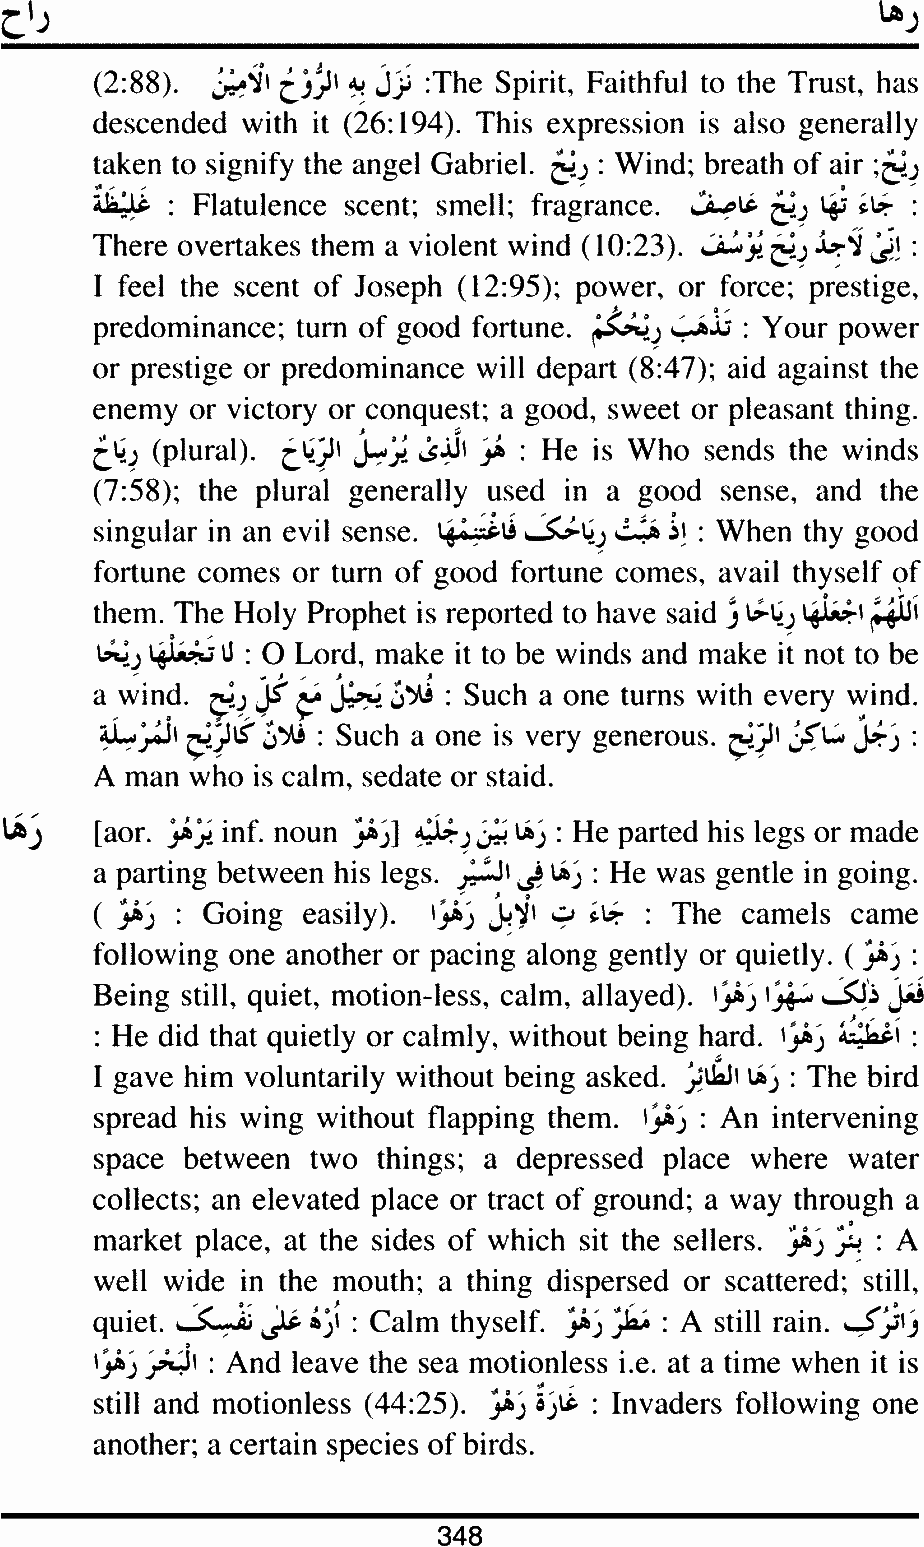 راح رها
(2:88). نَزَلَ بِهِ الرُّوْحُ الْاَمِيْنُ :The Spirit, Faithful to the Trust, has
descended with it (26:194). This expression is also generally
taken to signify the angel Gabriel. رِيْحٌ : Wind; breath of air ;رِيْحٌ
غَلِيْظَةٌ : Flatulence scent; smell; fragrance. جَاءَ تْهَا رِيْحٌ عَاصِفٌ :
There overtakes them a violent wind (10:23). اِنِّیْ لَاَجِدُ رِيْحَ يُوْسُفَ :
I feel the scent of Joseph (12:95); power, or force; prestige,
predominance; turn of good fortune. تَذْهَبَ رِيْحُكُمْ : Your power
or prestige or predominance will depart (8:47); aid against the
enemy or victory or conquest; a good, sweet or pleasant thing.
رِيَاحٌ (plural). هُوَ الَّذِیْ يُرْسِلُ الرِّيَاحَ : He is Who sends the winds
(7:58); the plural generally used in a good sense, and the
singular in an evil sense. اِذْ هَبَّتْ رِيَاحُکَ فَاغْتَنِمْهَا : When thy good
fortune comes or turn of good fortune comes, avail thyself of
them. The Holy Prophet is reported to have said اَللّٰهُمَّ اجْعَلْهَا رِيَاحًا وَّ
لَا تَجْعَلْهَا رِيْحًا : O Lord, make it to be winds and make it not to be
a wind. فُلَانٌ يَمِيْلُ مَعَ كُلِّ رِيْحٍ : Such a one turns with every wind.
فُلَانٌ كَالرِّيْحِ الْمُرْسَلَةِ : Such a one is very generous. رَجُلٌ سَاكِنُ الرِّيْحِ :
A man who is calm, sedate or staid.
رَهَا [aor. يَرْهُوْ inf. noun رَهْوٌ] رَهَا بَيْنَ رِجْلَيْهِ : He parted his legs or made
a parting between his legs. رَهَا فِی السَّيْرِ : He was gentle in going.
( رَهْوٌ : Going easily). جَاءَ تِ الْاِبِلُ رَهْوًا : The camels came
following one another or pacing along gently or quietly. ( رَهْوٌ :
Being still, quiet, motion-less, calm, allayed). فَعَلَ ذٰلِکَ سَهْوًا رَهْوًا
: He did that quietly or calmly, without being hard. اَعْطَيْتُهٗ رَهْوًا :
I gave him voluntarily without being asked. رَهَا الطَّائِرُ : The bird
spread his wing without flapping them. رَهْوًا : An intervening
space between two things; a depressed place where water
collects; an elevated place or tract of ground; a way through a
market place, at the sides of which sit the sellers. بِئْرٌ رَهْوٌ : A
well wide in the mouth; a thing dispersed or scattered; still,
quiet. اُرْهُ عَلٰی نَفْسِکَ : Calm thyself. مَطَرٌ رَهْوٌ : A still rain. وَاتْرُکِ
الْبَحْرَ رَهْوًا : And leave the sea motionless i.e. at a time when it is
still and motionless (44:25). غَارَةٌ رَهْوٌ : Invaders following one
another; a certain species of birds.
348